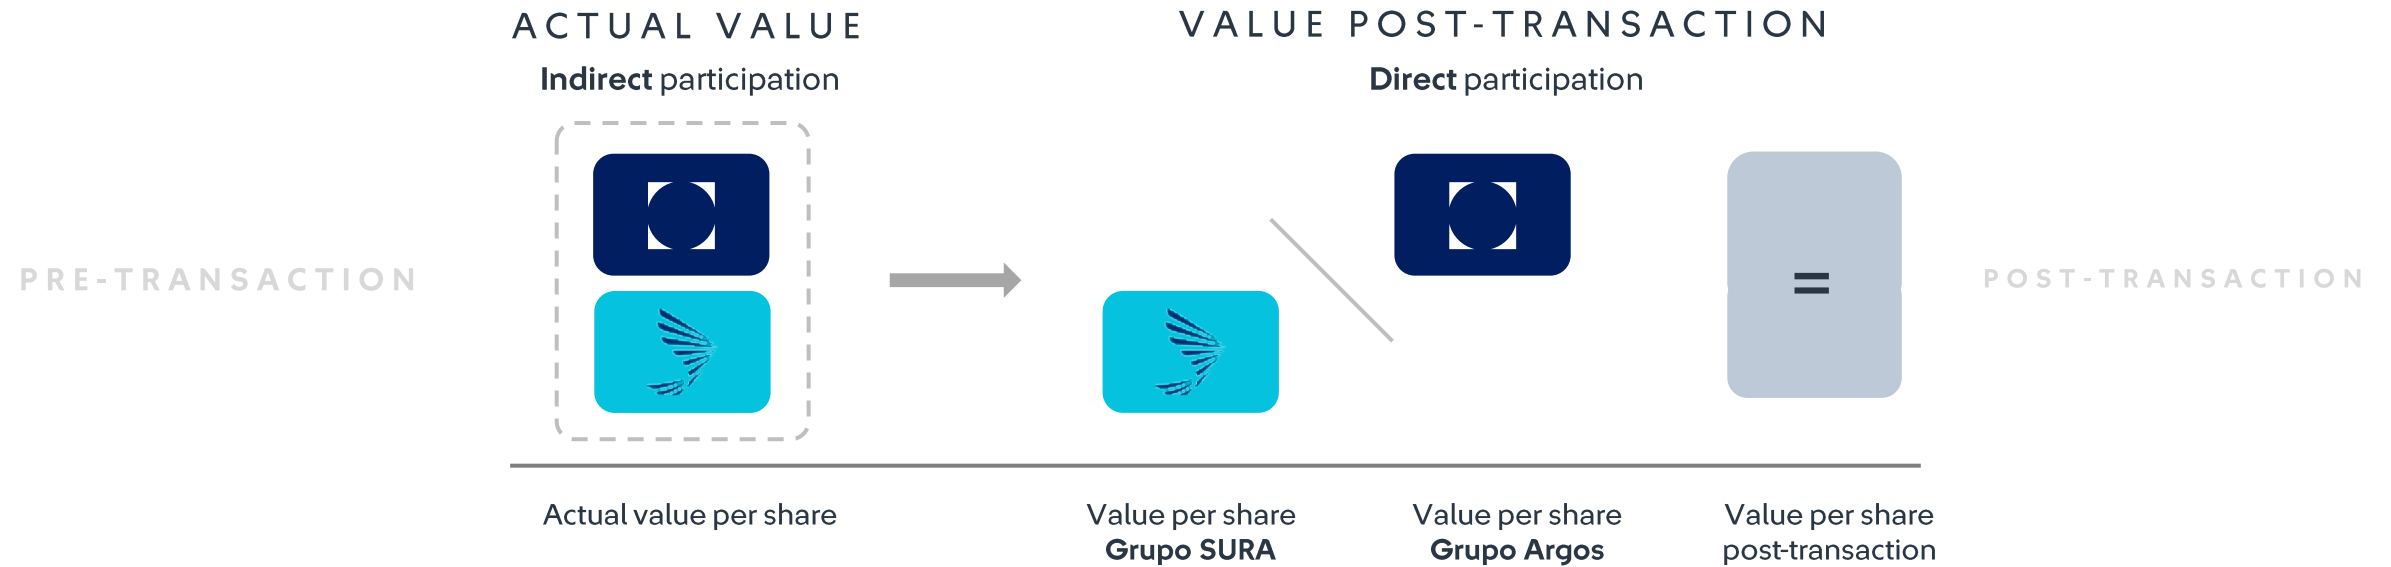 ACTUAL VALUE
Indirect participation
VALUE POST-TRANSACTION
Direct participation
PRE-TRANSACTION
=
POST-TRANSACTION
Actual value per share
Value per share
Grupo SURA
Value per share
Grupo Argos
Value per share
post-transaction